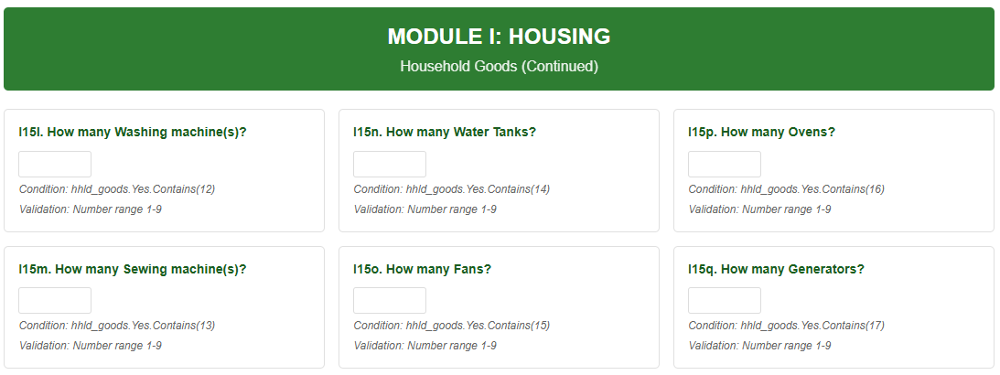 MODULE I: HOUSING
Household Goods (Continued)
I15l. How many Washing machine(s)?
Condition: hhld_goods.Yes.Contains(12)
Validation: Number range 1-9
I15n. How many Water Tanks?
Condition: hhld_goods.Yes.Contains(14)
Validation: Number range 1-9
I15p. How many Ovens?
Condition: hhld_goods.Yes.Contains(16)
Validation: Number range 1-9
I15m. How many Sewing machine(s)?
Condition: hhld_goods.Yes.Contains(13)
Validation: Number range 1-9
I15o. How many Fans?
Condition: hhld_goods.Yes.Contains(15)
Validation: Number range 1-9
I15q. How many Generators?
Condition: hhld_goods.Yes.Contains(17)
Validation: Number range 1-9